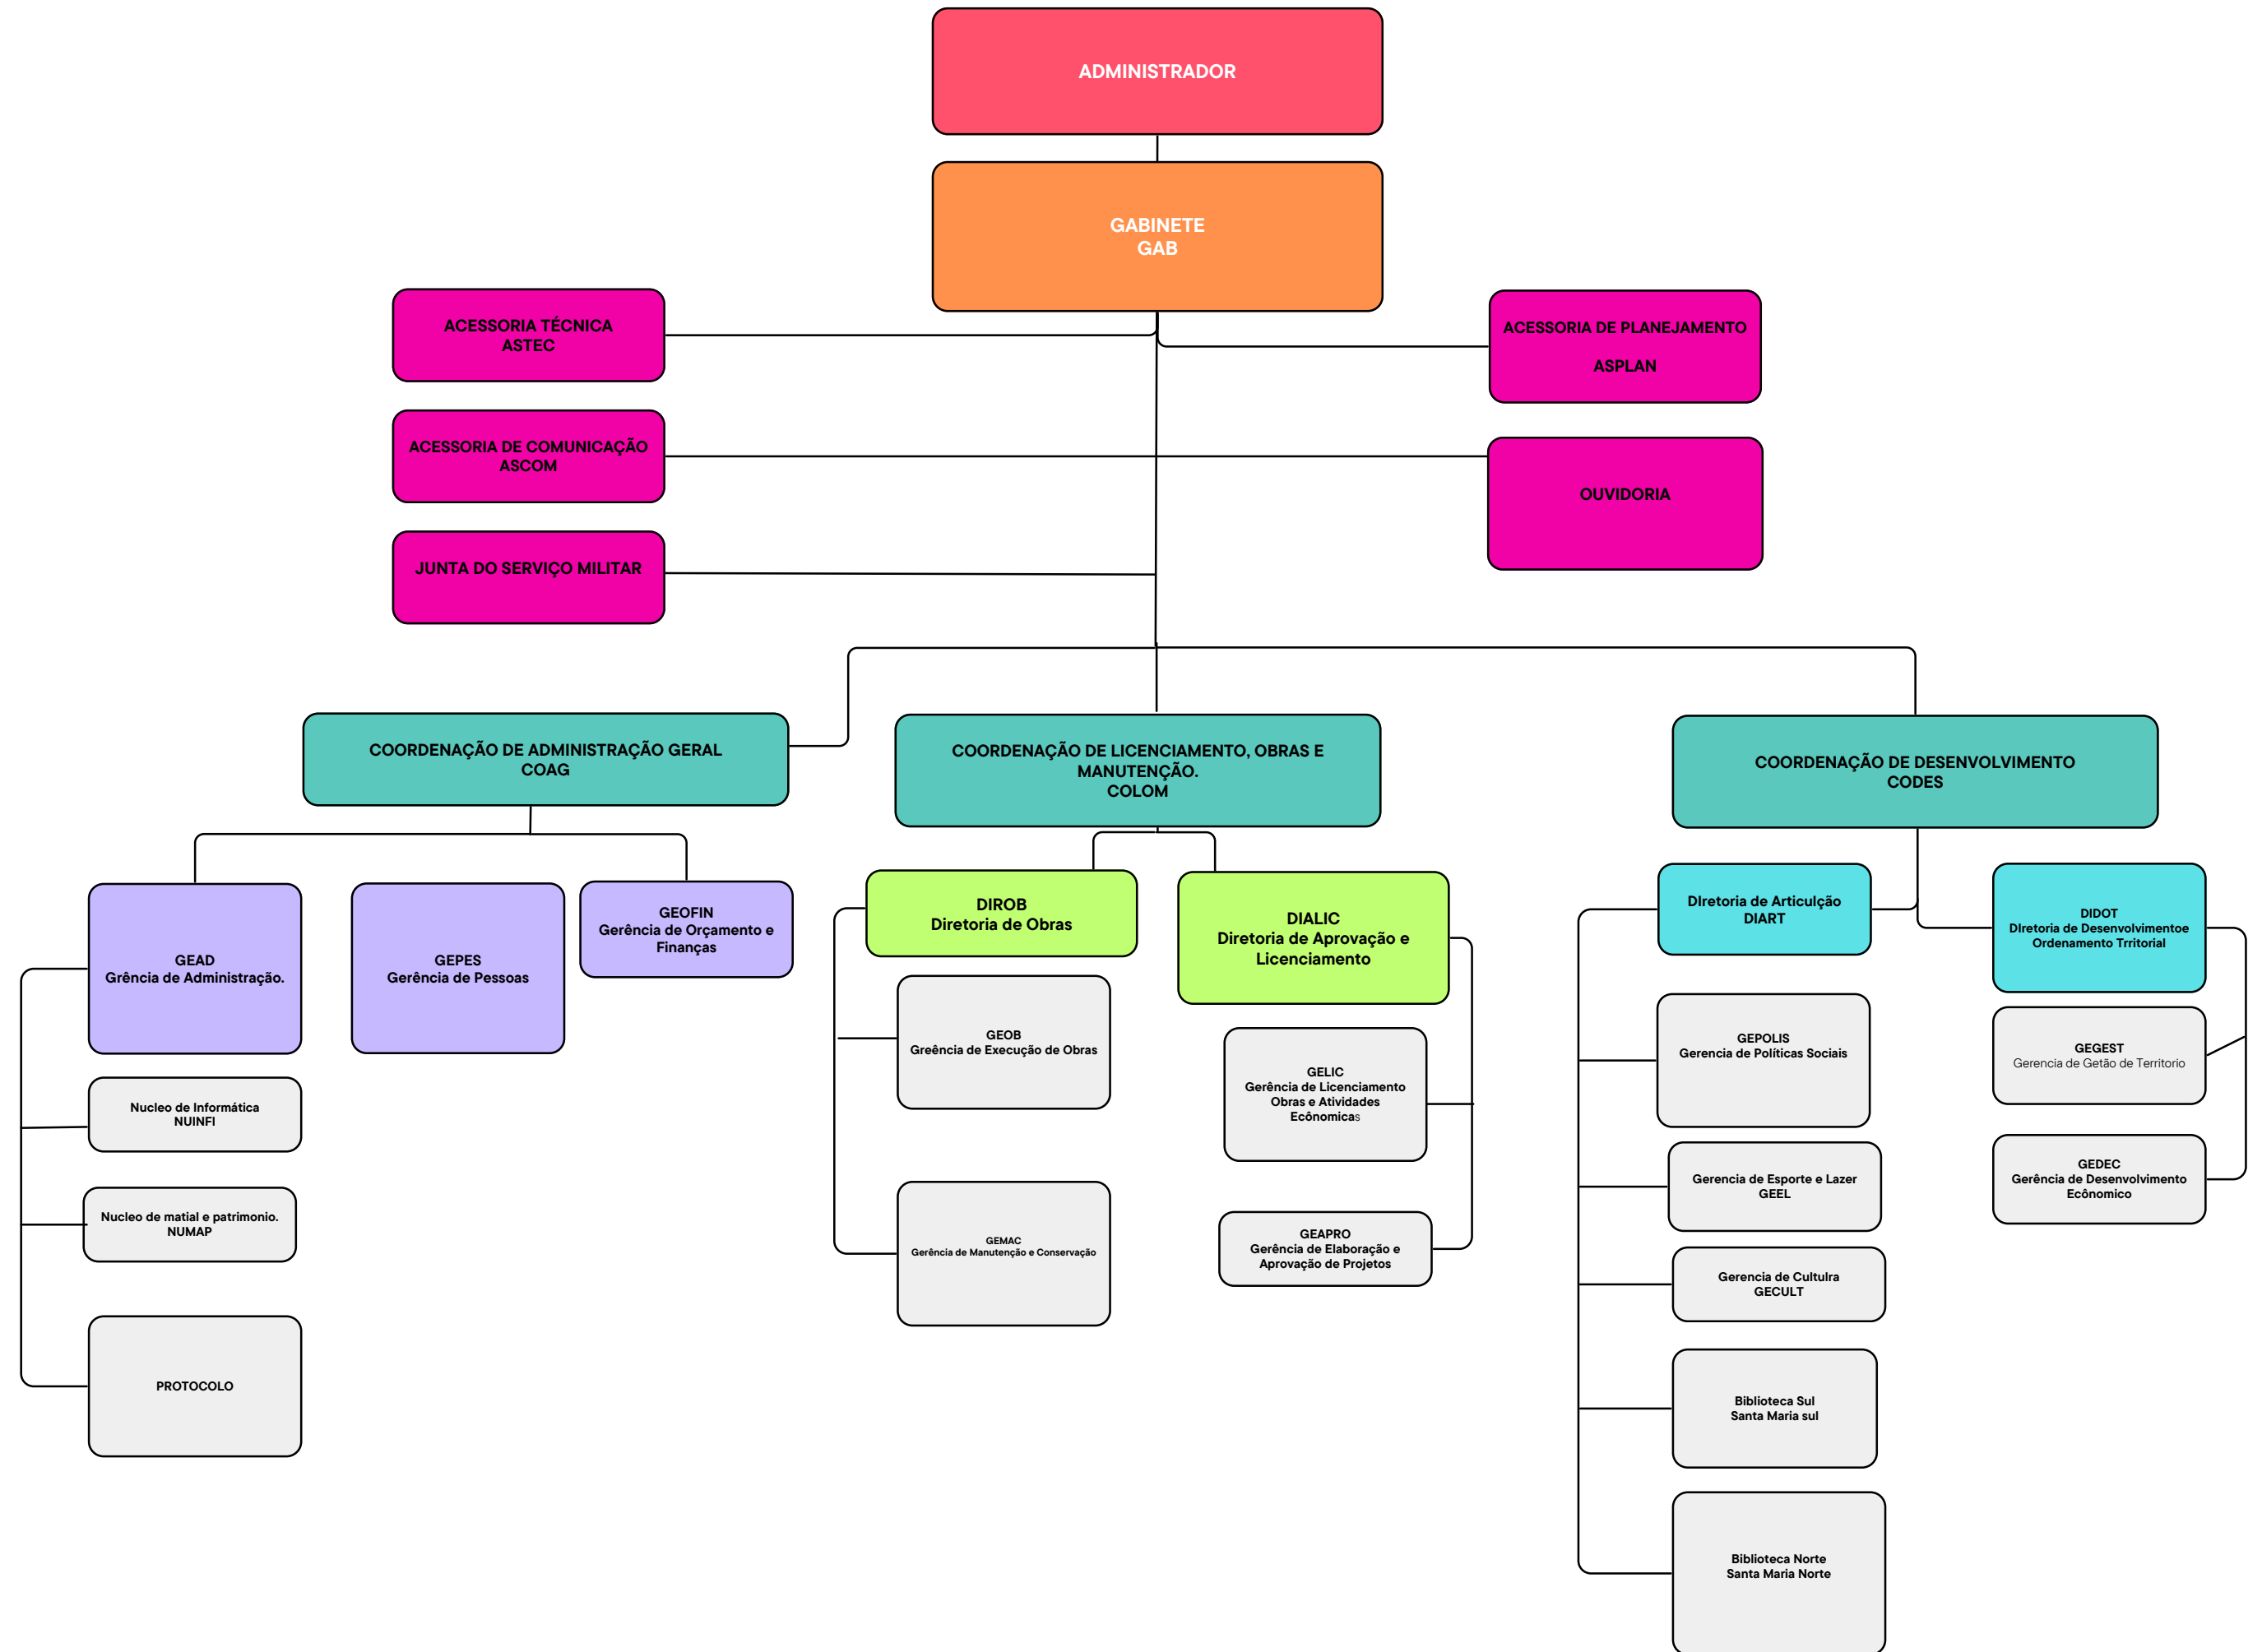 ADMINISTRADOR
GABINETE
GAB
ACESSORIA TÉCNICA
ASTEC
ACESSORIA DE PLANEJAMENTO
ASPLAN
ACESSORIA DE COMUNICAÇÃO
ASCOM
OUVIDORIA
JUNTA DO SERVIÇO MILITAR
COORDENAÇÃO DE ADMINISTRAÇÃO GERAL
COAG
COORDENAÇÃO DE LICENCIAMENTO, OBRAS E
MANUTENÇÃO.
COLOM
COORDENAÇÃO DE DESENVOLVIMENTO
CODES
GEAD
Grência de Administração.
GEPES
Gerência de Pessoas
GEOFIN
Gerência de Orçamento e
Finanças
Nucleo de Informática
NUINFI
Nucleo de matial e patrimonio.
NUMAP
PROTOCOLO
DIROB
Diretoria de Obras
DIALIC
Diretoria de Aprovação e
Licenciamento
GEOB
Greência de Execução de Obras
GEMAC
Gerência de Manutenção e Conservação
GELIC
Gerência de Licenciamento
Obras e Atividades
Ecônomicas
GEAPRO
Gerência de Elaboração e
Aprovação de Projetos
DIretoria de Articulção
DIART
DIDOT
DIretoria de Desenvolvimentoe
Ordenamento Trritorial
GEPOLIS
Gerencia de Políticas Sociais
Gerencia de Esporte e Lazer
GEEL
Gerencia de Cultulra
GECULT
Biblioteca Sul
Santa Maria sul
Biblioteca Norte
Santa Maria Norte
GEGEST
Gerencia de Getão de Territorio
GEDEC
Gerência de Desenvolvimento
Ecônomico